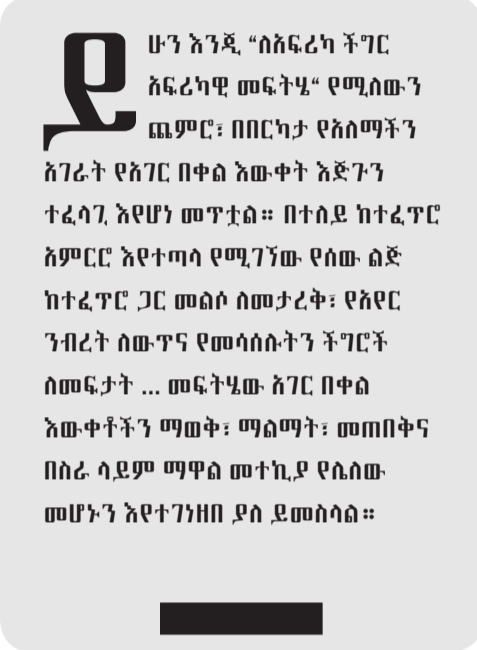 ይሁን እንጂ “ለአፍሪካ ችግር
አፍሪካዊ መፍትሄ“ የሚለውን
ጨምሮ፣ በበርካታ የአለማችን
አገራት የአገር በቀል እውቀት እጅጉን
ተፈላጊ እየሆነ መጥቷል። በተለይ ከተፈጥሮ
አምርሮ እየተጣላ የሚገኘው የሰው ልጅ
ከተፈጥሮ ጋር መልሶ ለመታረቅ፣ የአየር
ንብረት ለውጥና የመሳሰሉትን ችግሮች
ለመፍታት ... መፍትሄው አገር በቀል
እውቀቶችን ማወቅ፣ ማልማት፣ መጠበቅና
በስራ ላይም ማዋል መተኪያ የሌለው
መሆኑን እየተገነዘበ ያለ ይመስላል።